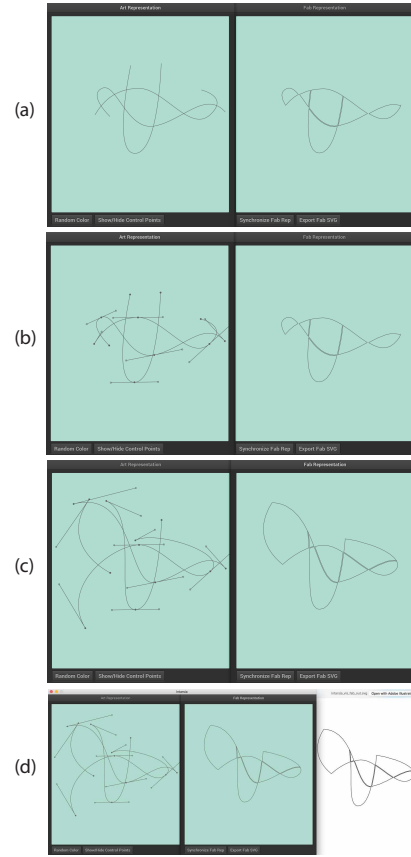 Art Representation Fab Representation
(a)
Random Color Show/Hide Control Points Synchronize Fab Rep Export Fab SVG
Art Representation Fab Representation
(b)
Random Color Show/Hide Control Points Synchronize Fab Rep Export Fab SVG
Art Representation Fab Representation
(c)
Random Color Show/Hide Control Points Synchronize Fab Rep Export Fab SVG
Open with Adobe Illustrat
Art Representation Fab Representation
(d)
Random Color Show/Hide Control Points Synchronize Fab Rep Export Fab SVG